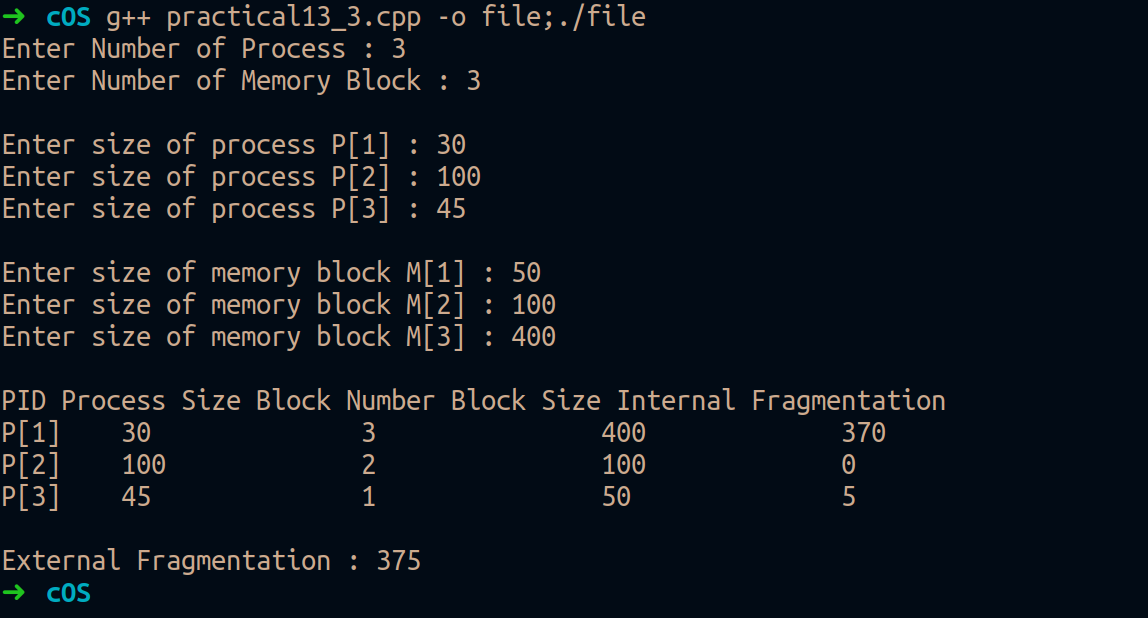 ➜ cOS g++ practical13_3.cpp -o file;./file
Enter Number of Process : 3
Enter Number of Memory Block : 3
Enter size of process P[1] : 30
Enter size of process P[2] : 100
Enter size of process P[3] : 45
Enter size of memory block M[1] : 50
Enter size of memory block M[2] : 100
Enter size of memory block M[3] : 400
PID Process Size Block Number Block Size Internal Fragmentation
P[1] 30 3 400 370
P[2] 100 2 100 0
P[3] 45 1 50 5
External Fragmentation : 375
➜ cOS